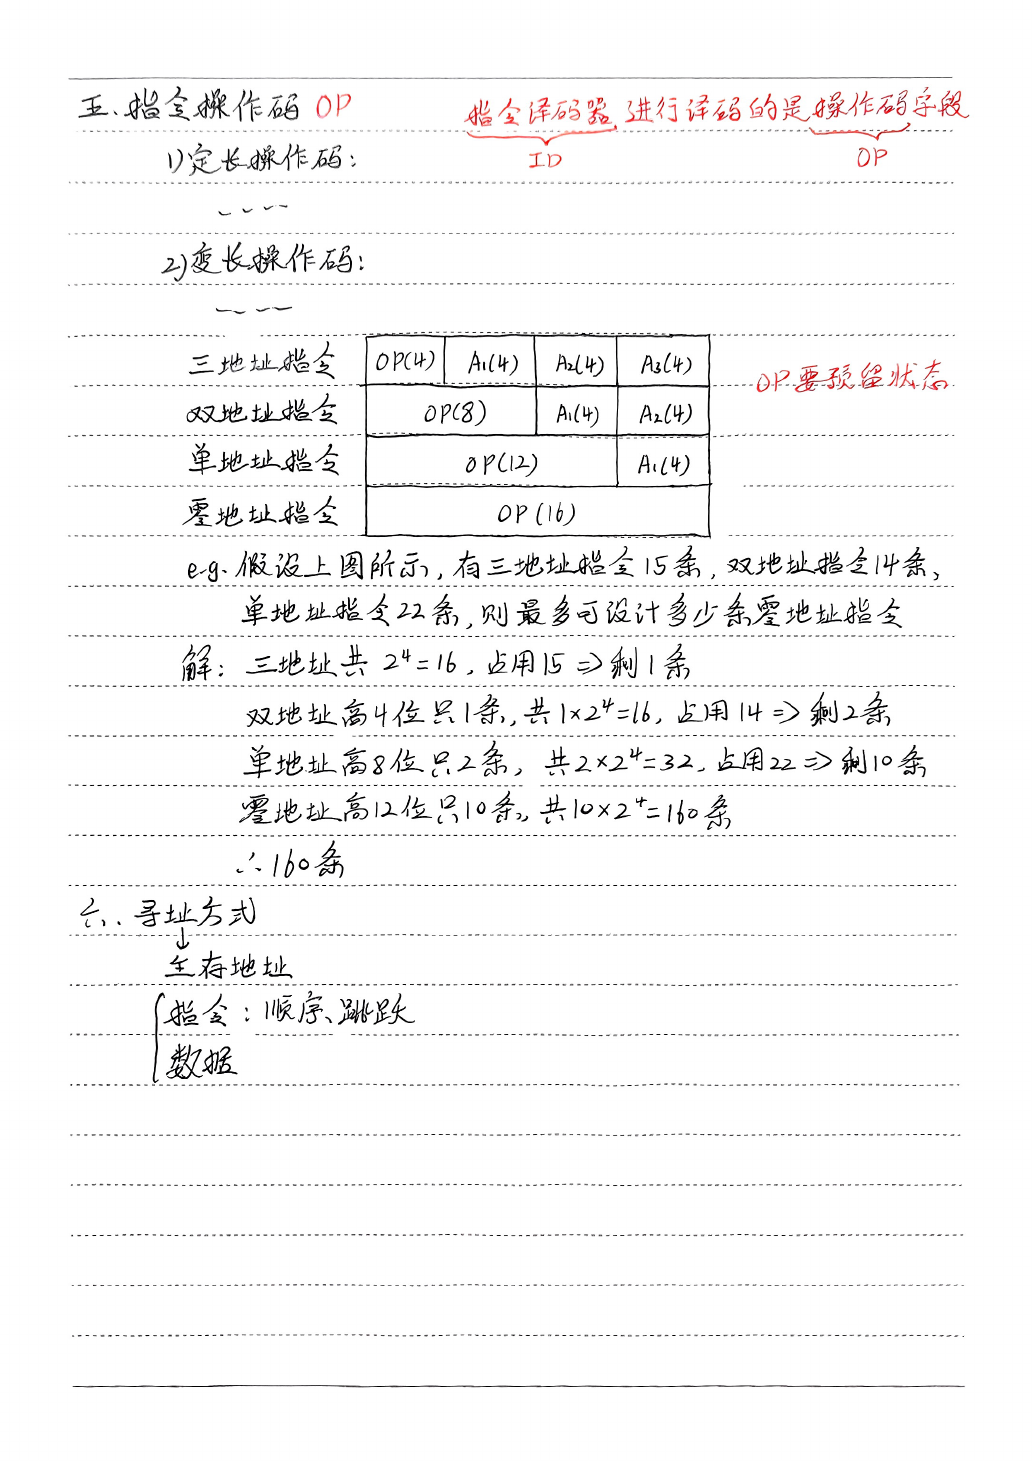 五、指令操作码 OP 指令译码器 进行译码的是操作码字段
ID OP
1)定长操作码:
2)变长操作码:
三地址指令 OP(4) A1(4) A2(4) A3(4)
OP要预留状态
双地址指令 OP(8) A1(4) A2(4)
单地址指令 OP(12) A1(4)
零地址指令 OP(16)
e.g. 假设上图所示, 有三地址指令15条, 双地址指令14条、
单地址指令22条, 则最多可设计多少条零地址指令
解: 三地址共 2⁴=16, 占用15 => 剩1条
双地址高4位只1条, 共1×2⁴=16, 占用14 => 剩2条
单地址高8位只2条, 共2×2⁴=32, 占用22 => 剩10条
零地址高12位只10条, 共10×2⁴=160条
∴160条
六、寻址方式
↓
主存地址
指令: 顺序、跳跃
数据